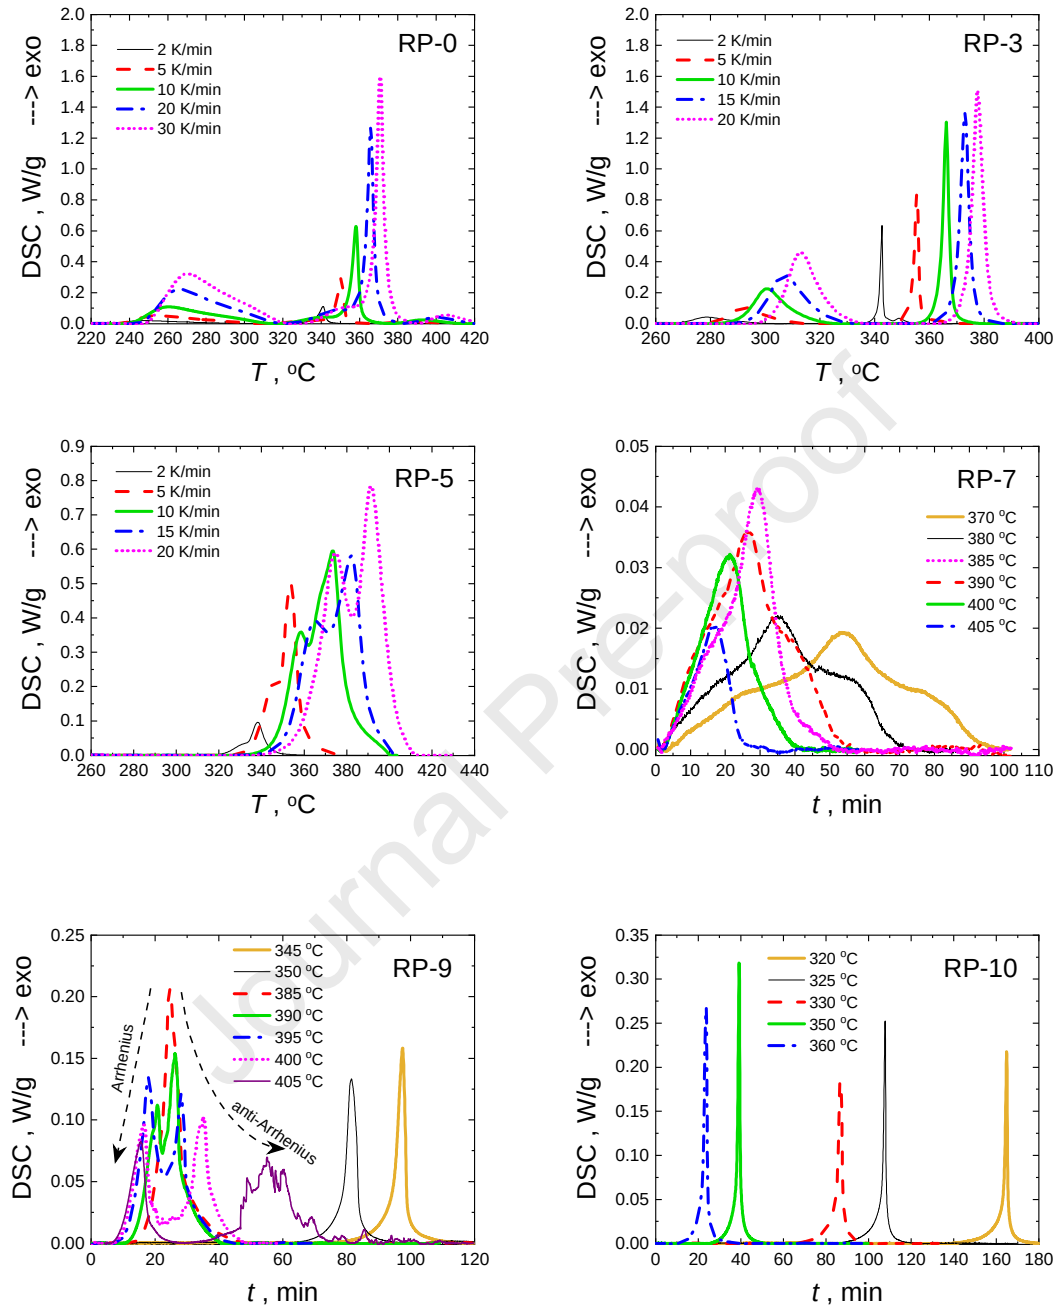 2.0
1.8
1.6
1.4
1.2
1.0
0.8
0.6
0.4
0.2
0.0
DSC , W/g ---> exo
RP-0
2 K/min
5 K/min
10 K/min
20 K/min
30 K/min
220 240 260 280 300 320 340 360 380 400 420
T , °C
2.0
1.8
1.6
1.4
1.2
1.0
0.8
0.6
0.4
0.2
0.0
DSC , W/g ---> exo
RP-3
2 K/min
5 K/min
10 K/min
15 K/min
20 K/min
260 280 300 320 340 360 380 400
T , °C
0.9
0.8
0.7
0.6
0.5
0.4
0.3
0.2
0.1
0.0
DSC , W/g ---> exo
RP-5
2 K/min
5 K/min
10 K/min
15 K/min
20 K/min
260 280 300 320 340 360 380 400 420 440
T , °C
0.05
0.04
0.03
0.02
0.01
0.00
DSC , W/g ---> exo
RP-7
370 °C
380 °C
385 °C
390 °C
400 °C
405 °C
0 10 20 30 40 50 60 70 80 90 100 110
t , min
0.25
0.20
0.15
0.10
0.05
0.00
DSC , W/g ---> exo
RP-9
345 °C
350 °C
385 °C
390 °C
395 °C
400 °C
405 °C
Arrhenius
anti-Arrhenius
0 20 40 60 80 100 120
t , min
0.35
0.30
0.25
0.20
0.15
0.10
0.05
0.00
DSC , W/g ---> exo
RP-10
320 °C
325 °C
330 °C
350 °C
360 °C
0 20 40 60 80 100 120 140 160 180
t , min
Journal Pre-proof